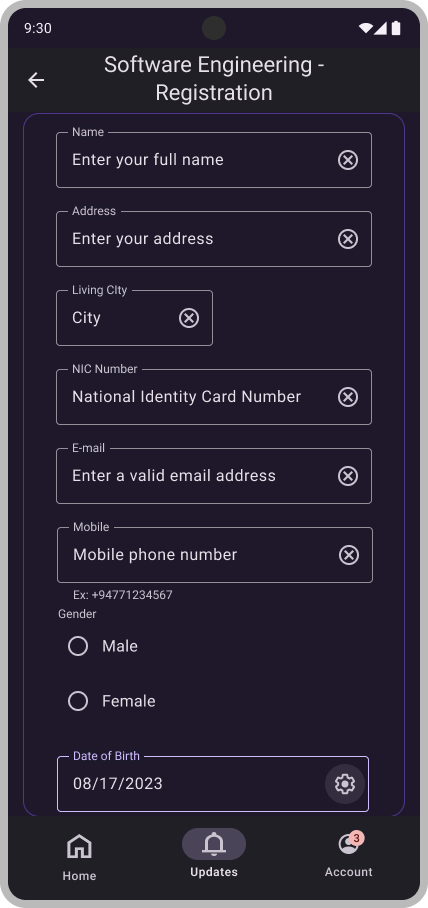 9:30
Software Engineering -
Registration
Name
Enter your full name
Address
Enter your address
Living CIty
City
NIC Number
National Identity Card Number
E-mail
Enter a valid email address
Mobile
Mobile phone number
Ex: +94771234567
Gender
Male
Female
Date of Birth
08/17/2023
3
Home
Updates
Account